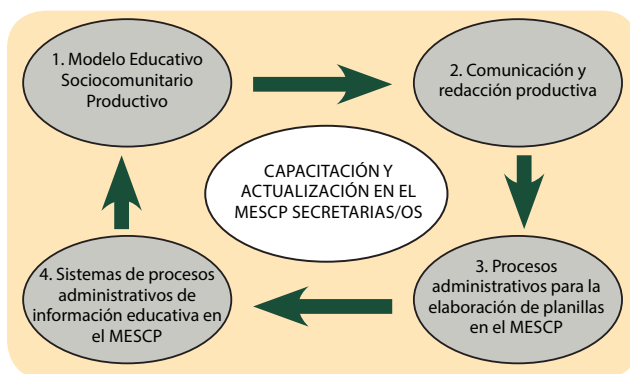 1. Modelo Educativo
Sociocomunitario
Productivo
2. Comunicación y
redacción productiva
CAPACITACIÓN Y
ACTUALIZACIÓN EN EL
MESCP SECRETARIAS/OS
3. Procesos
administrativos para la
elaboración de planillas
en el MESCP
4. Sistemas de procesos
administrativos de
información educativa en
el MESCP